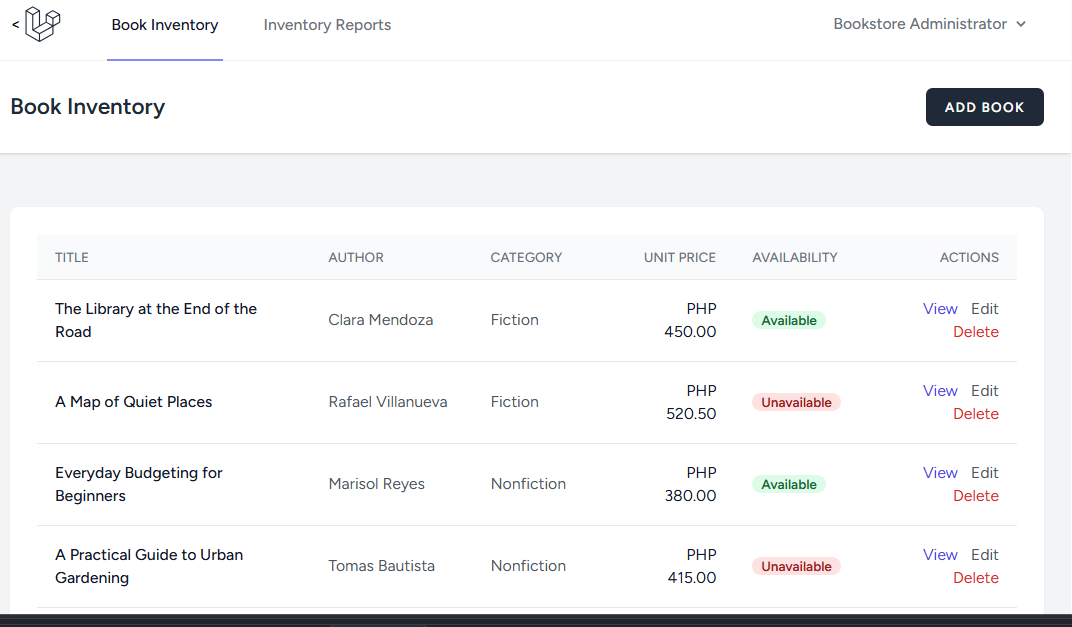 <
Book Inventory Inventory Reports Bookstore Administrator
Book Inventory ADD BOOK
TITLE AUTHOR CATEGORY UNIT PRICE AVAILABILITY ACTIONS
The Library at the End of the Road Clara Mendoza Fiction PHP 450.00 Available View Edit Delete
A Map of Quiet Places Rafael Villanueva Fiction PHP 520.50 Unavailable View Edit Delete
Everyday Budgeting for Beginners Marisol Reyes Nonfiction PHP 380.00 Available View Edit Delete
A Practical Guide to Urban Gardening Tomas Bautista Nonfiction PHP 415.00 Unavailable View Edit Delete